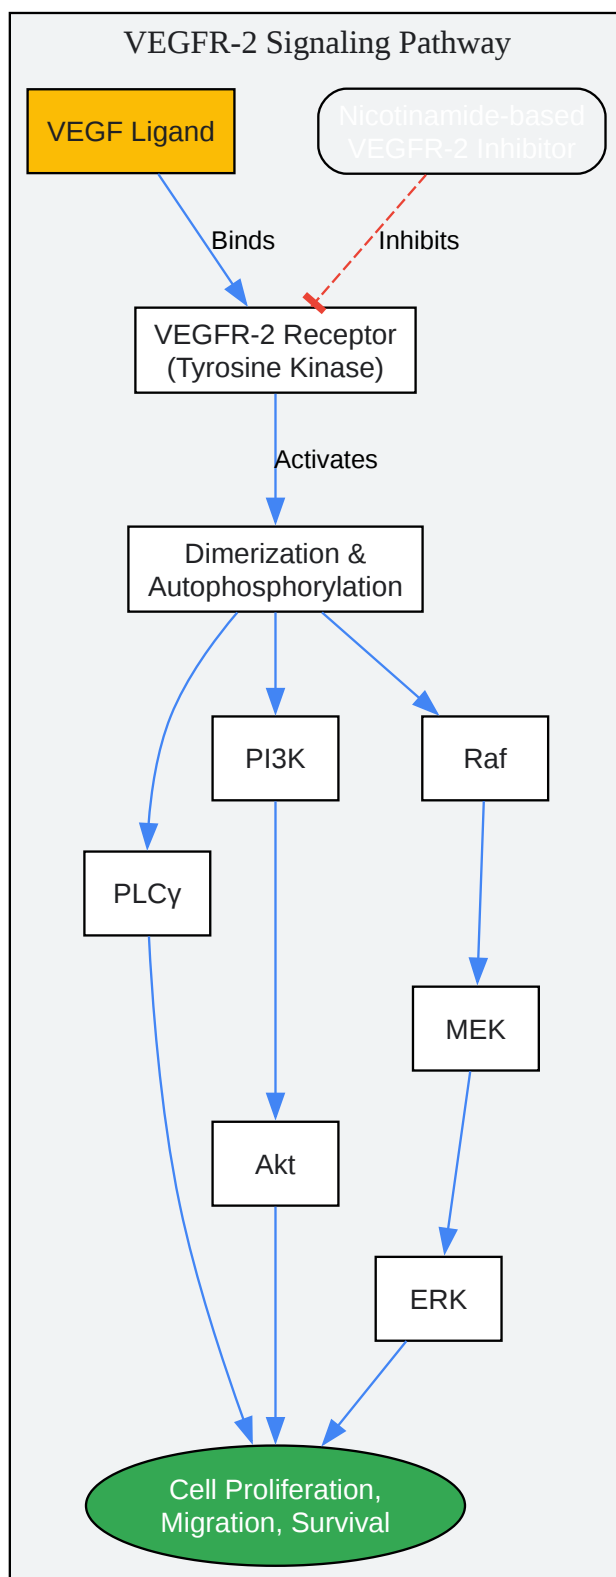 VEGFR-2 Signaling Pathway
VEGF Ligand
Nicotinamide-based
VEGFR-2 Inhibitor
Binds
Inhibits
VEGFR-2 Receptor
(Tyrosine Kinase)
Activates
Dimerization &
Autophosphorylation
PI3K
Raf
PLCγ
MEK
Akt
ERK
Cell Proliferation,
Migration, Survival